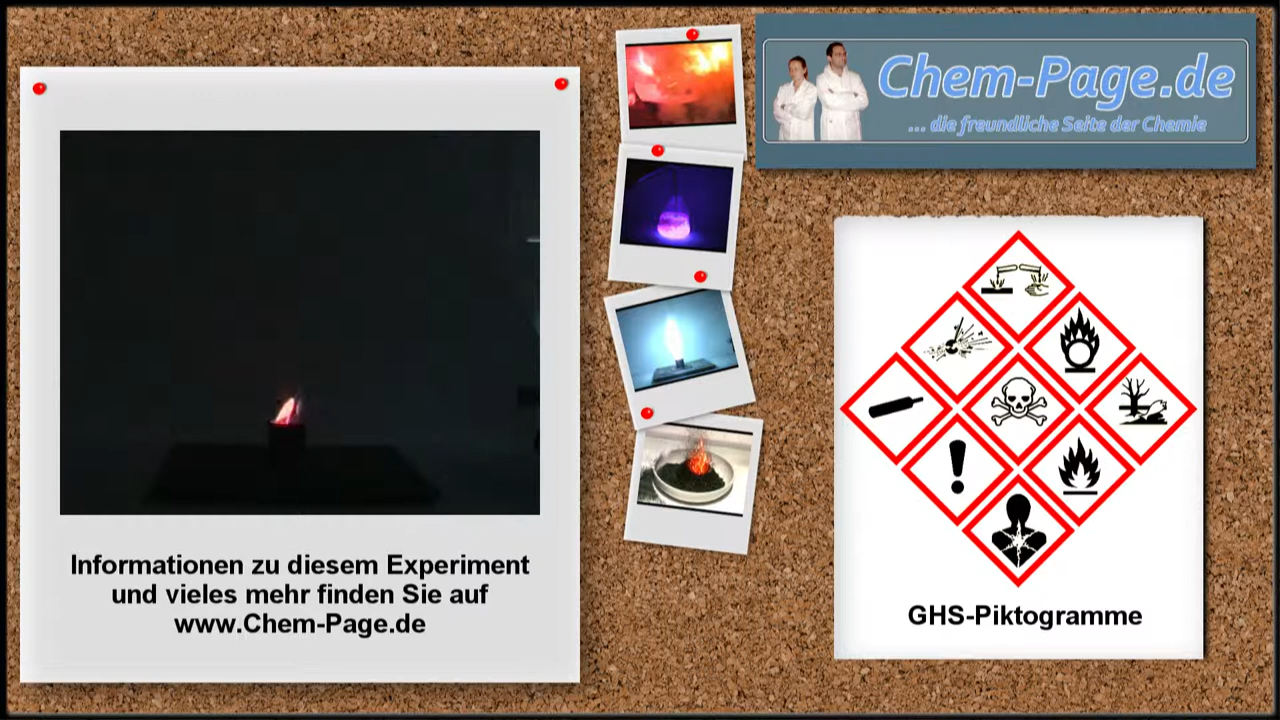 Chem-Page.de
... die freundliche Seite der Chemie
Informationen zu diesem Experiment
und vieles mehr finden Sie auf
www.Chem-Page.de
GHS-Piktogramme